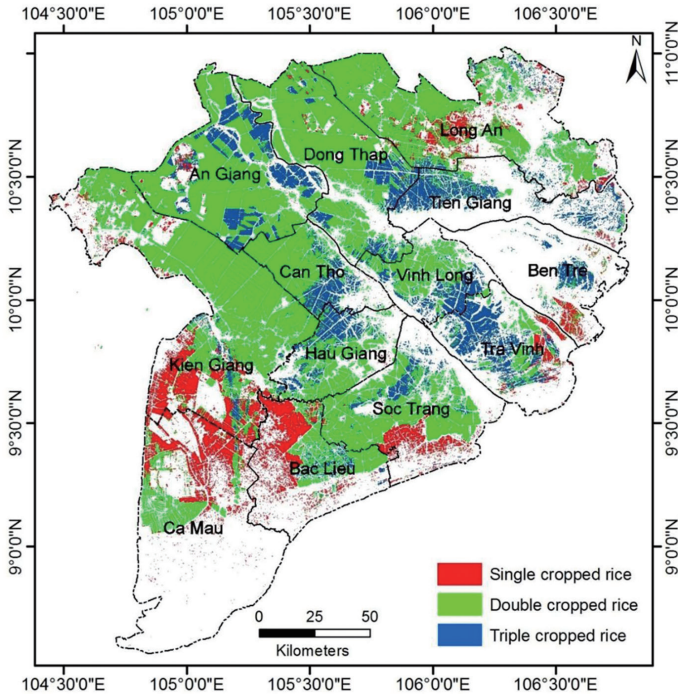 104°30'0"E 105°0'0"E 105°30'0"E 106°0'0"E 106°30'0"E
N
11°0'0"N
11°0'0"N
Long An
Dong Thap
An Giang
10°30'0"N
10°30'0"N
Tien Giang
Can Tho
Vinh Long
Ben Tre
10°0'0"N
10°0'0"N
Hau Giang
Tra Vinh
Kien Giang
Soc Trang
9°30'0"N
9°30'0"N
Bac Lieu
Ca Mau
9°0'0"N
9°0'0"N
Single cropped rice
Double cropped rice
Triple cropped rice
0 25 50
Kilometers
104°30'0"E 105°0'0"E 105°30'0"E 106°0'0"E 106°30'0"E